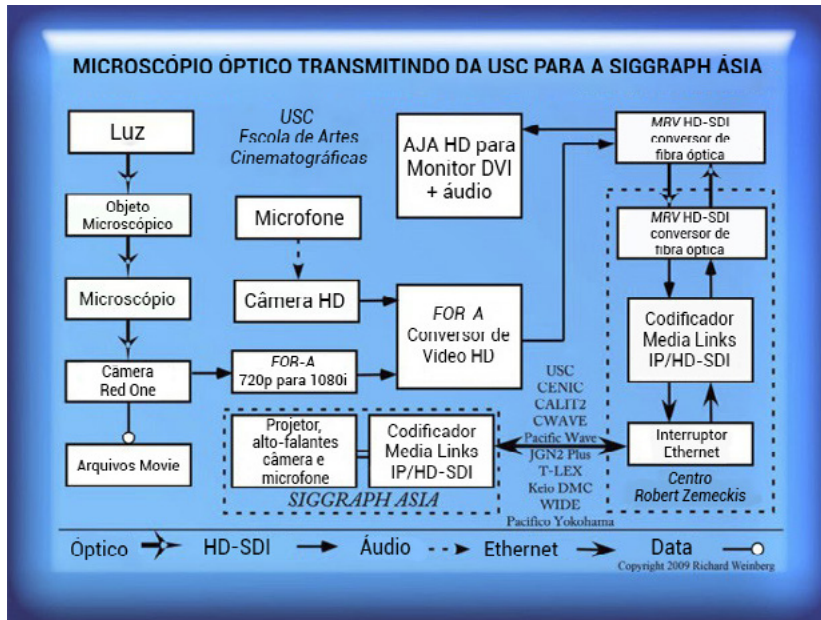 MICROSCÓPIO ÓPTICO TRANSMITINDO DA USC PARA A SIGGRAPH ÁSIA
Luz
Objeto
Microscópico
Microscópio
Câmera
Red One
Arquivos Movie
USC
Escola de Artes
Cinematográficas
Microfone
Câmera HD
FOR-A
720p para 1080i
AJA HD para
Monitor DVI
+ áudio
FOR_A
Conversor de
Vídeo HD
MRV HD-SDI
conversor de
fibra óptica
MRV HD-SDI
conversor de
fibra óptica
Codificador
Media Links
IP/HD-SDI
Interruptor
Ethernet
Centro
Robert Zemeckis
USC
CENIC
CALIT2
CWAVE
Pacific Wave
JGN2 Plus
T-LEX
Keio DMC
WIDE
Pacifico Yokohama
Projetor,
alto-falantes
câmera e
microfone
Codificador
Media Links
IP/HD-SDI
SIGGRAPH ASIA
Óptico HD-SDI Áudio Ethernet Data
Copyright 2009 Richard Weinberg